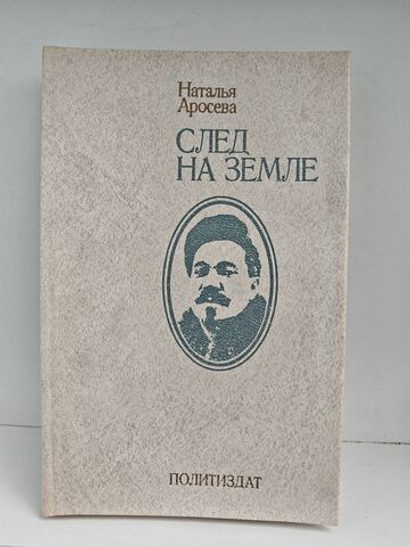 Наталья
Аросева
СЛЕД
НА ЗЕМЛЕ
ПОЛИТИЗДАТ